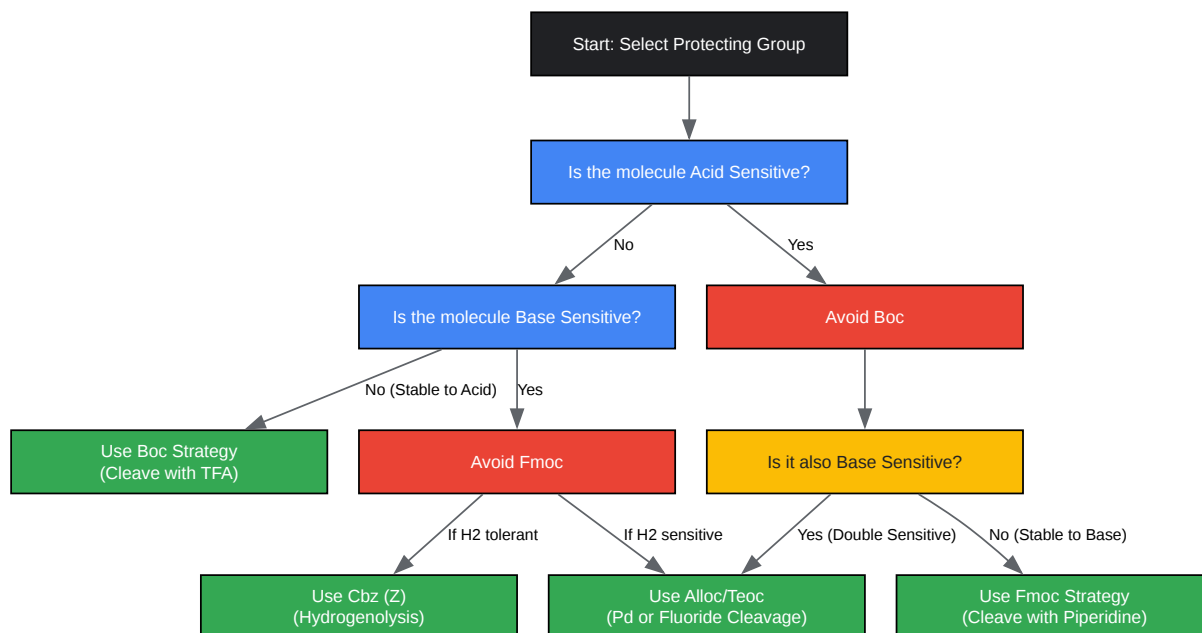 Start: Select Protecting Group
Is the molecule Acid Sensitive?
No
Yes
Is the molecule Base Sensitive?
Avoid Boc
No (Stable to Acid)
Yes
Use Boc Strategy
(Cleave with TFA)
Avoid Fmoc
Is it also Base Sensitive?
If H2 tolerant
If H2 sensitive
Yes (Double Sensitive)
No (Stable to Base)
Use Cbz (Z)
(Hydrogenolysis)
Use Alloc/Teoc
(Pd or Fluoride Cleavage)
Use Fmoc Strategy
(Cleave with Piperidine)